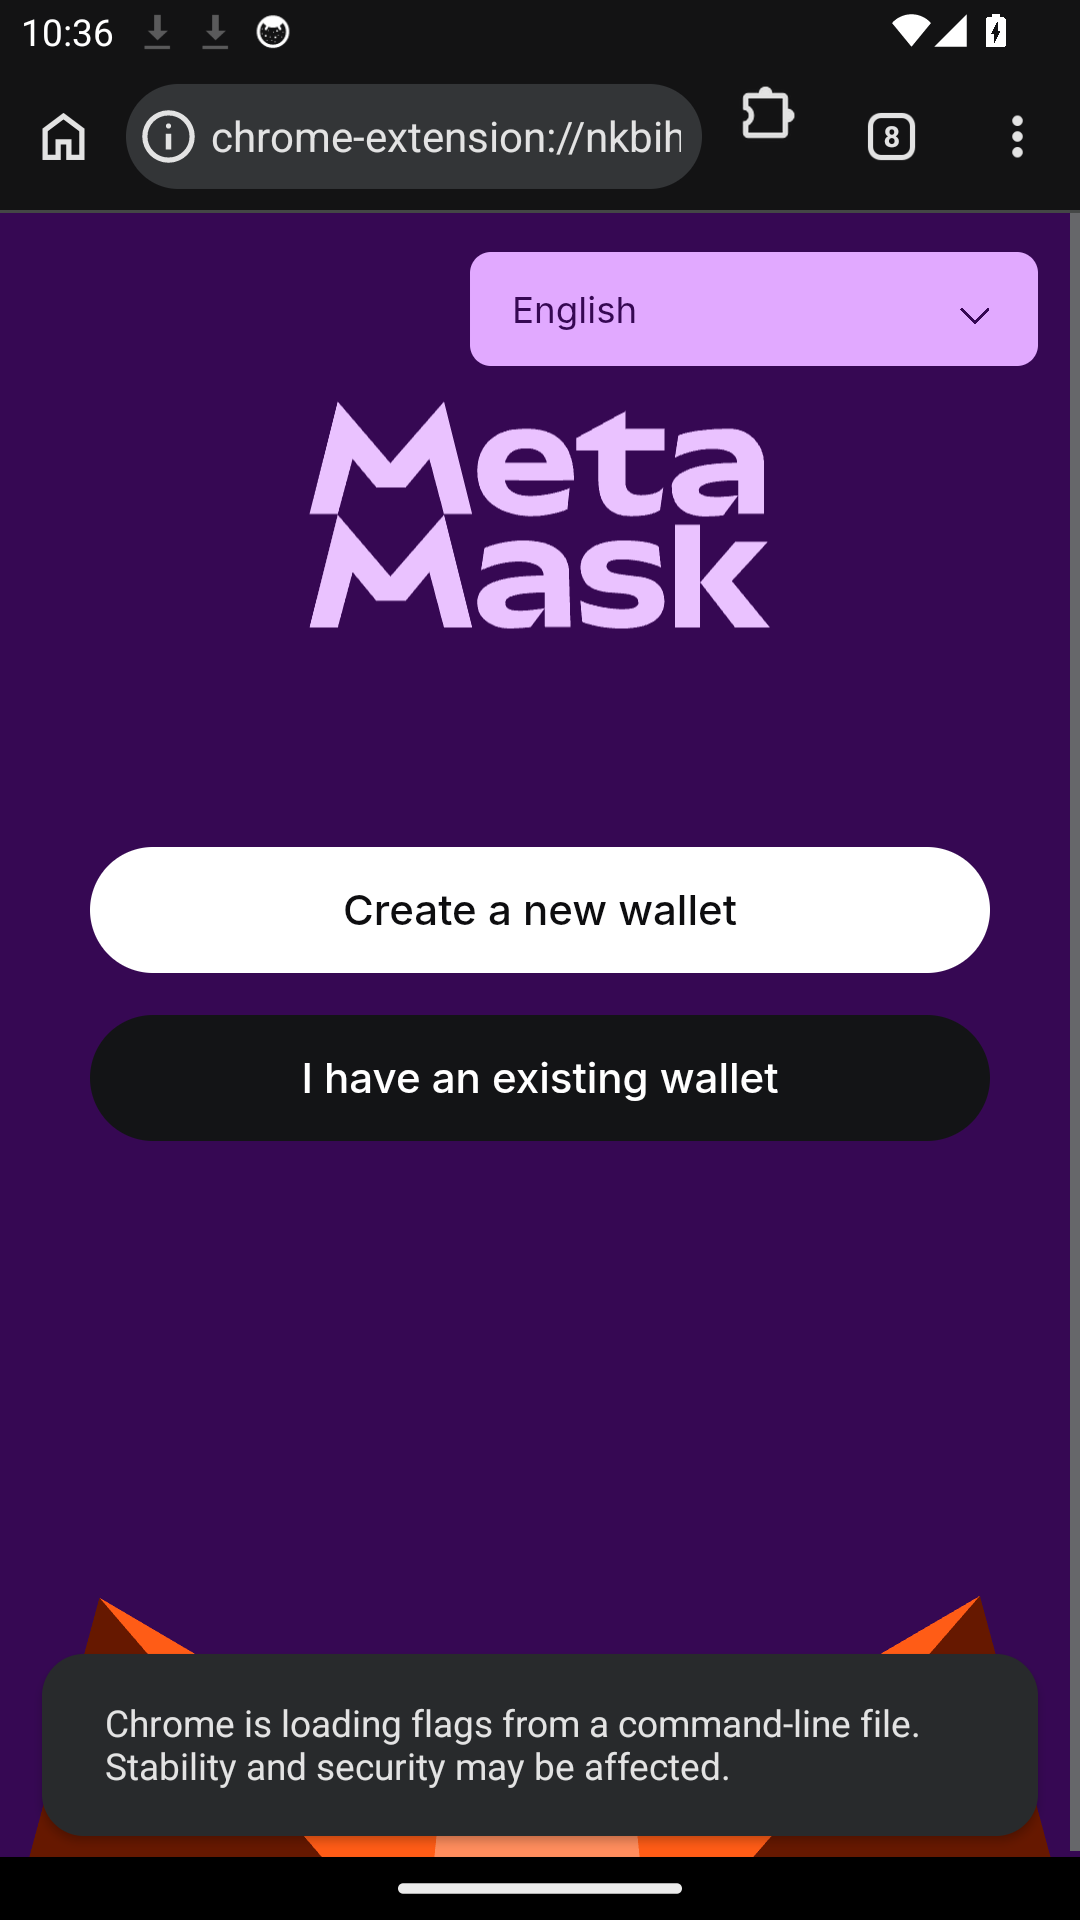 10:36
chrome-extension://nkbih
8
English
Meta
Mask
Create a new wallet
I have an existing wallet
Chrome is loading flags from a command-line file.
Stability and security may be affected.